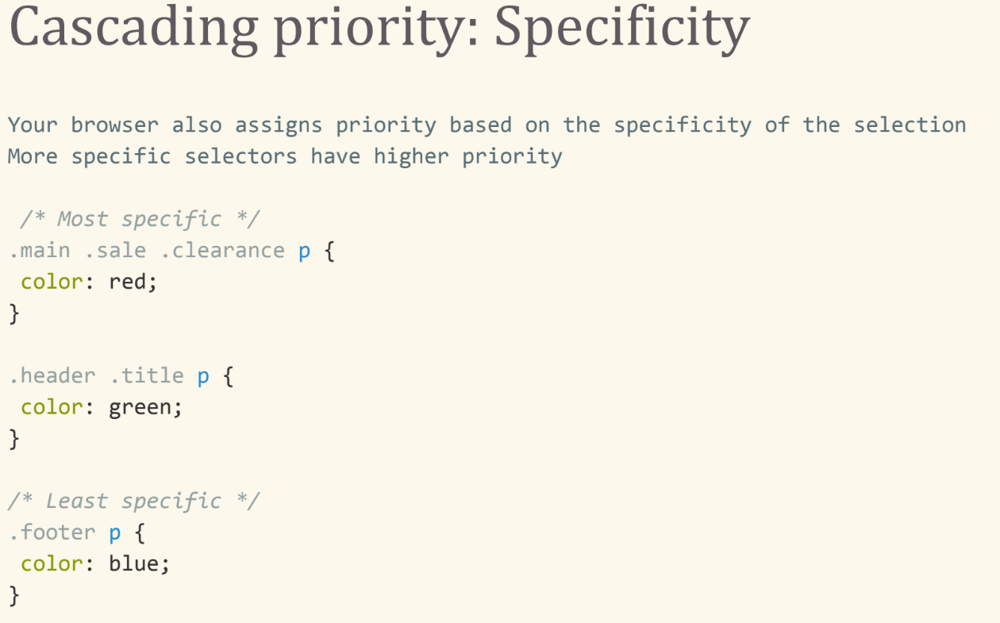 Cascading priority: Specificity
Your browser also assigns priority based on the specificity of the selection
More specific selectors have higher priority
/* Most specific */
.main .sale .clearance p {
color: red;
}
.header .title p {
color: green;
}
/* Least specific */
.footer p {
color: blue;
}